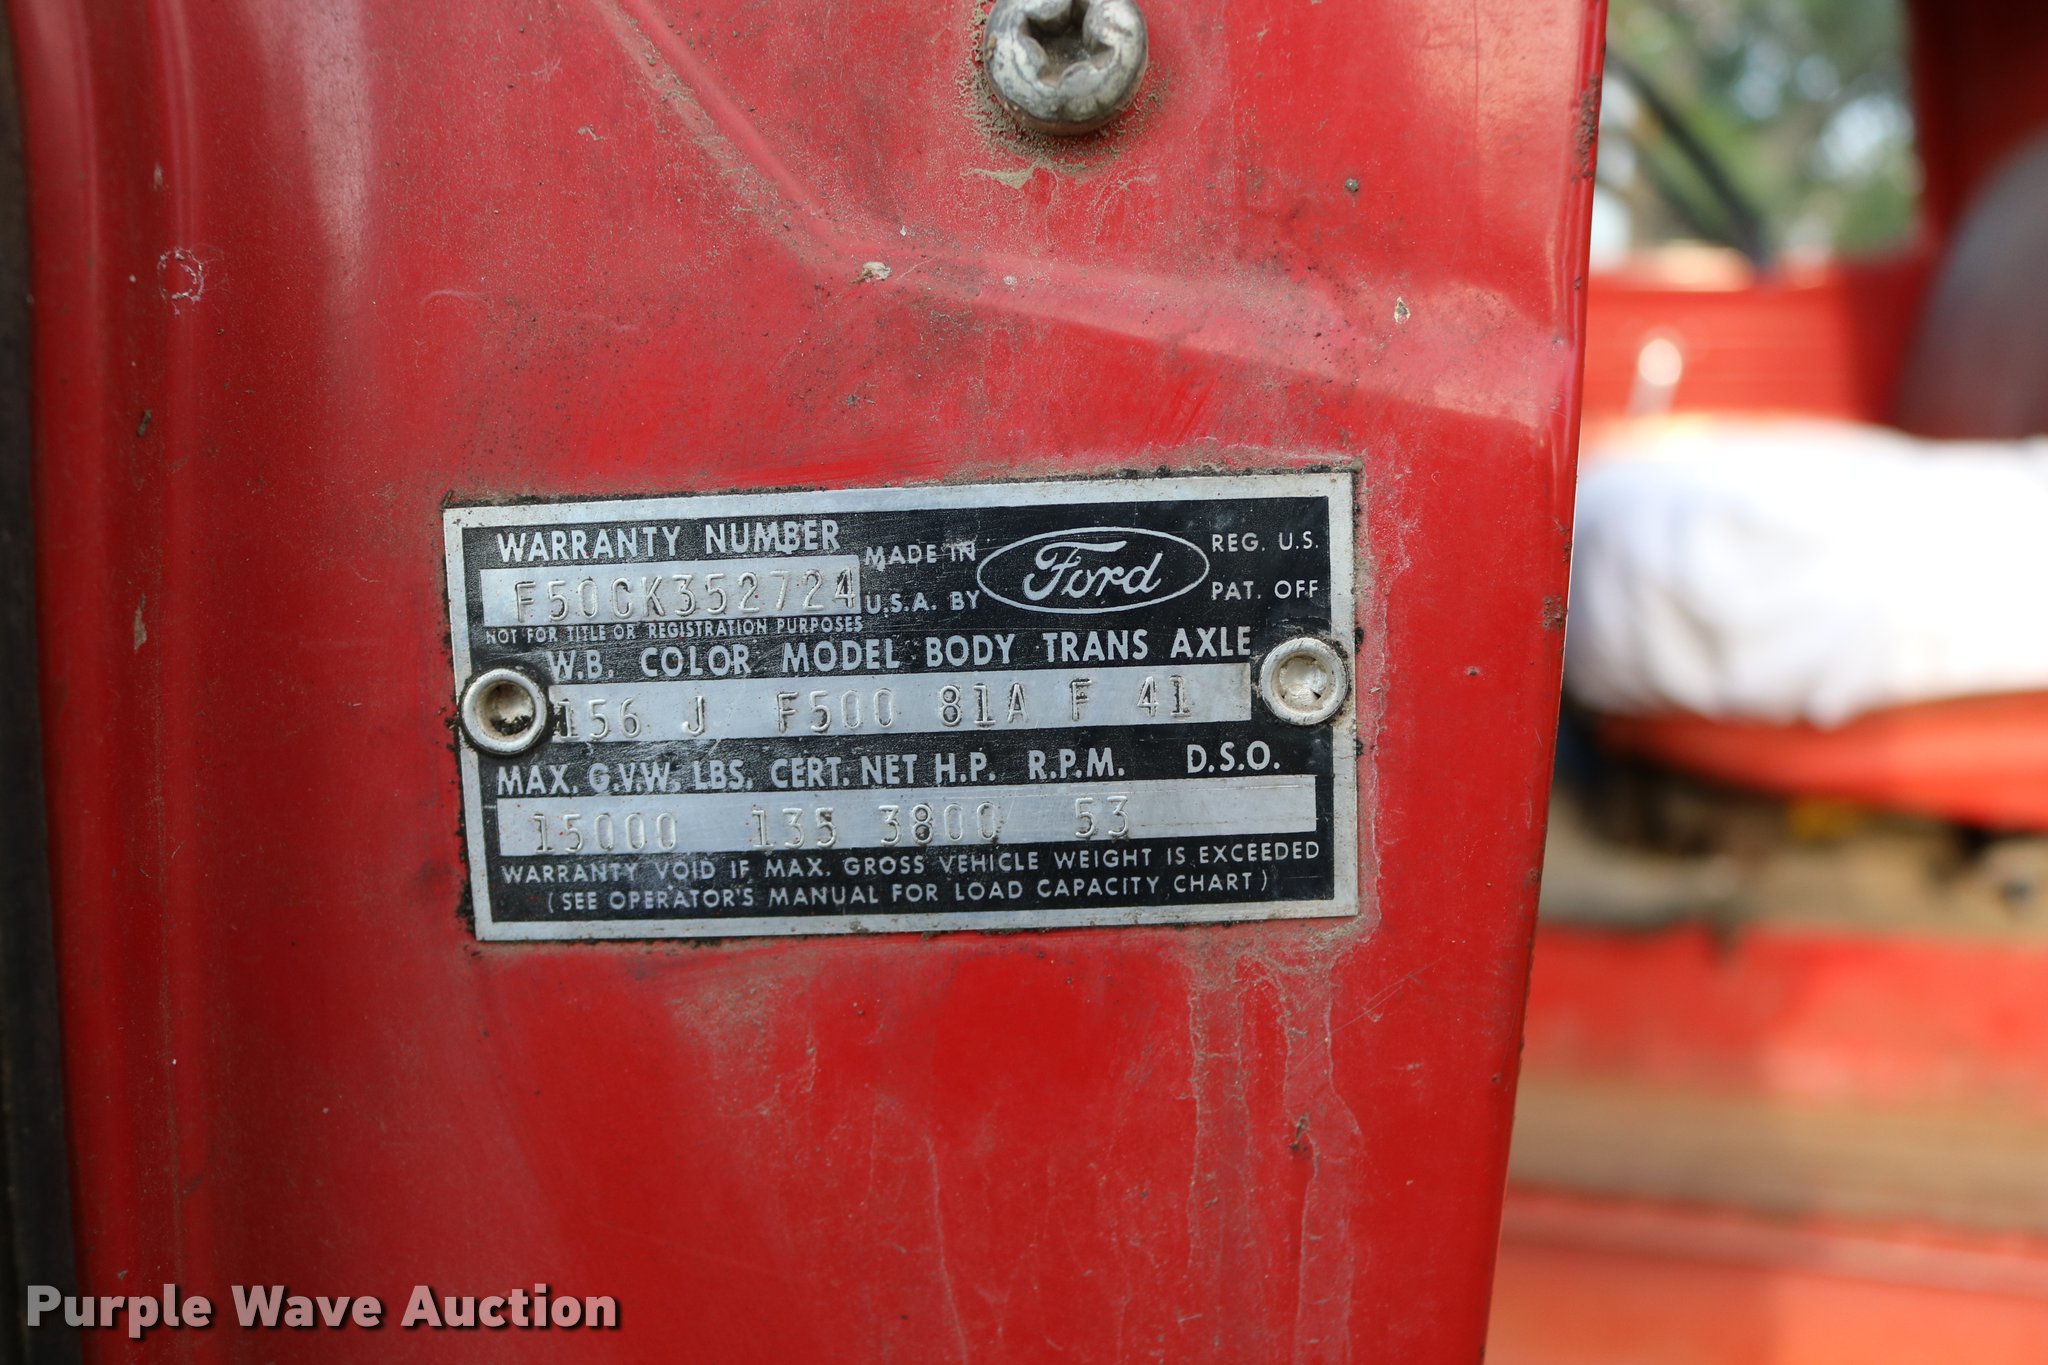 WARRANTY NUMBER
F50CK352724
NOT FOR TITLE OR REGISTRATION PURPOSES
MADE IN
U.S.A. BY
Ford
REG. U.S.
PAT. OFF
W.B. COLOR MODEL BODY TRANS AXLE
156 J F500 81A F 41
MAX. G.V.W. LBS. CERT. NET H.P. R.P.M. D.S.O.
15000 135 3800 53
WARRANTY VOID IF MAX. GROSS VEHICLE WEIGHT IS EXCEEDED
(SEE OPERATOR'S MANUAL FOR LOAD CAPACITY CHART)
Purple Wave Auction